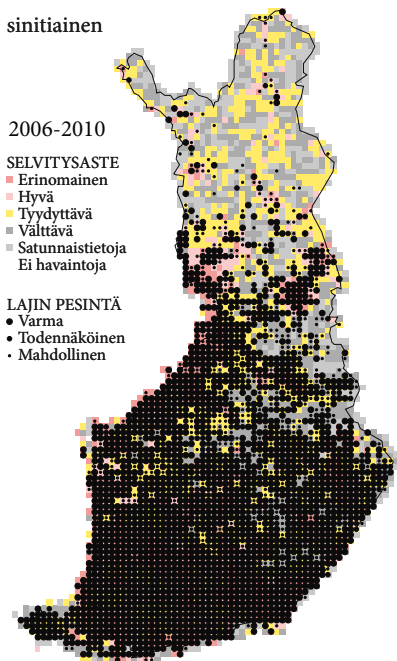 sinitiainen
2006-2010
SELVITYSASTE
Erinomainen
Hyvä
Tyydyttävä
Välttävä
Satunnaistietoja
Ei havaintoja
LAJIN PESINTÄ
Varma
Todennäköinen
Mahdollinen